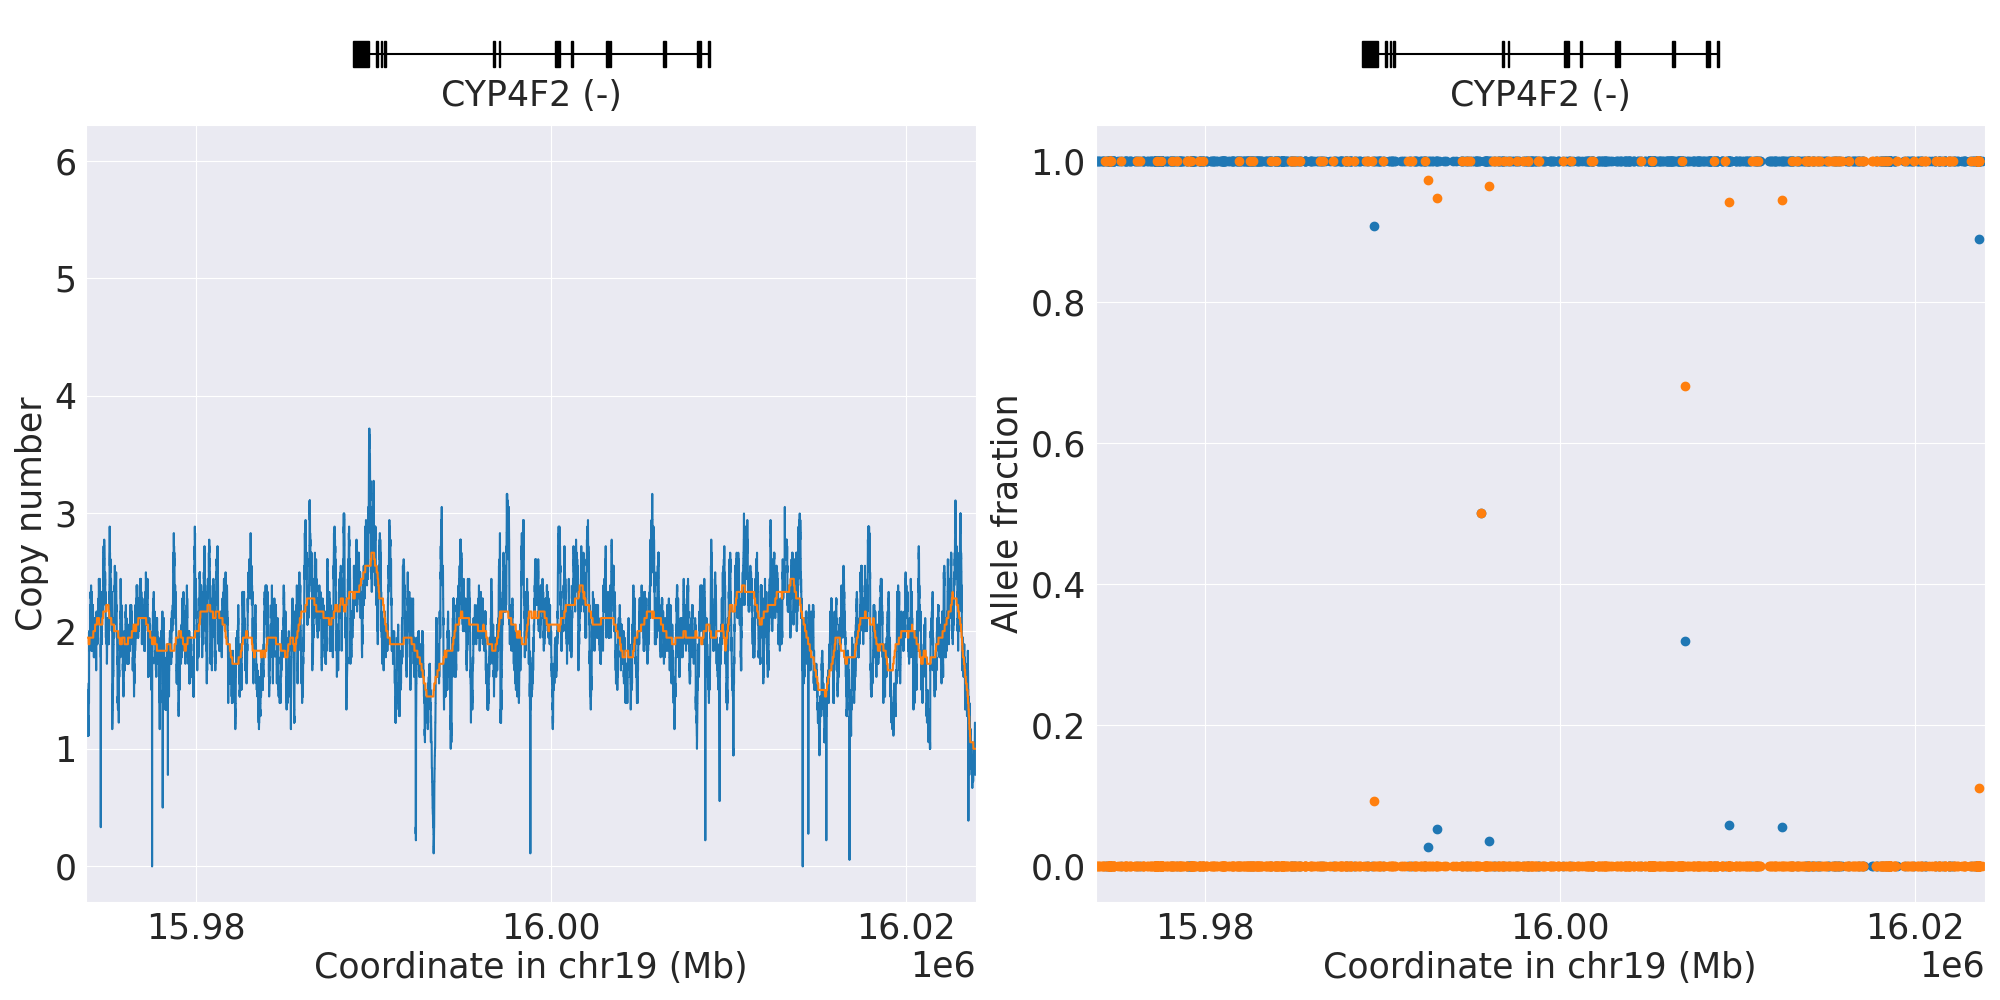 CYP4F2 (-)
6
5
4
3
2
1
0
Copy number
15.98
16.00
16.02
Coordinate in chr19 (Mb)
1e6
CYP4F2 (-)
1.0
0.8
0.6
0.4
0.2
0.0
Allele fraction
15.98
16.00
16.02
Coordinate in chr19 (Mb)
1e6